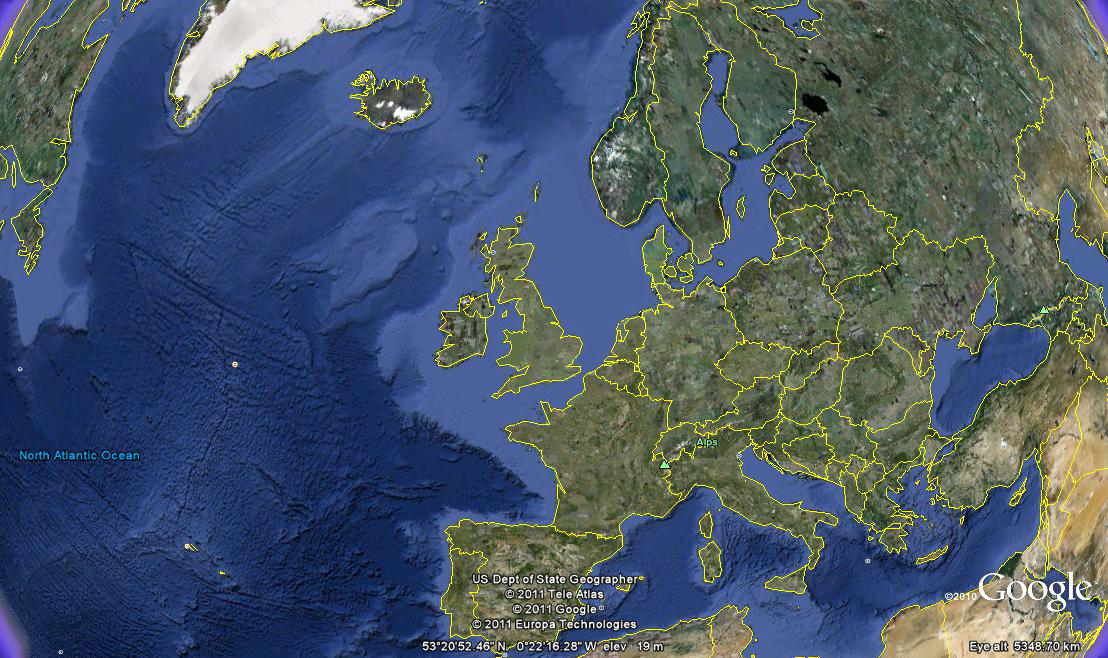 Alps
North Atlantic Ocean
US Dept of State Geographer
© 2011 Tele Atlas
© 2011 Google
© 2011 Europa Technologies
©2010 Google
53°20'52.46" N 0°22'16.28" W elev 19 m
Eye alt 5348.70 km